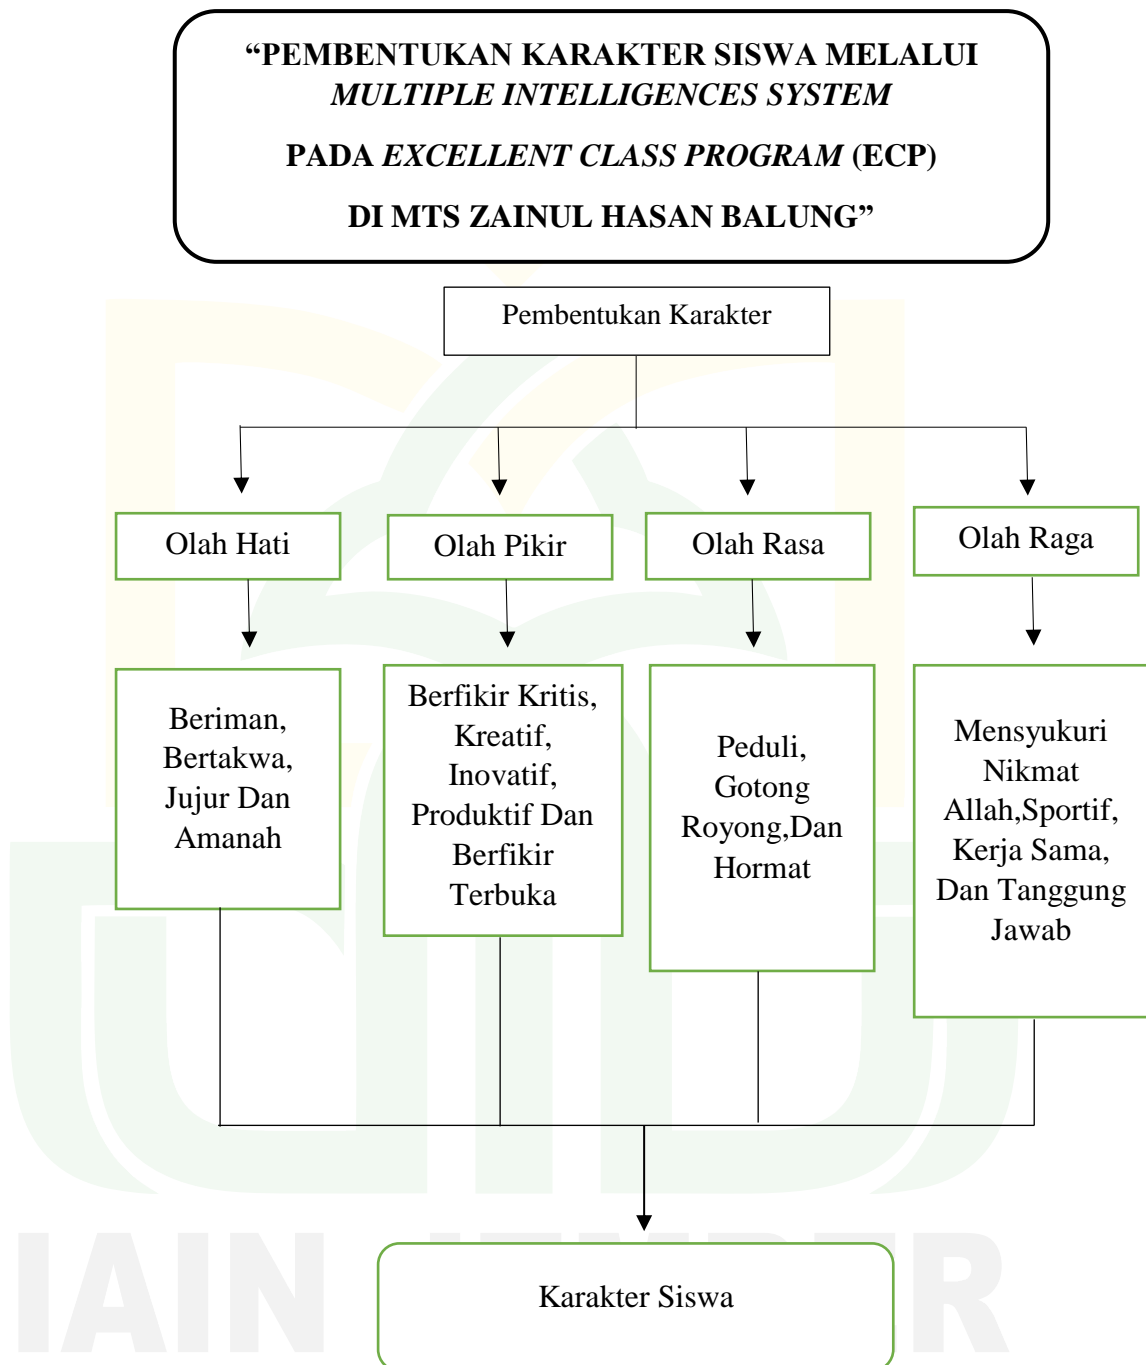 “PEMBENTUKAN KARAKTER SISWA MELALUI
MULTIPLE INTELLIGENCES SYSTEM
PADA EXCELLENT CLASS PROGRAM (ECP)
DI MTS ZAINUL HASAN BALUNG”
Pembentukan Karakter
Olah Hati
Olah Pikir
Olah Rasa
Olah Raga
Beriman,
Bertakwa,
Jujur Dan
Amanah
Berfikir Kritis,
Kreatif,
Inovatif,
Produktif Dan
Berfikir
Terbuka
Peduli,
Gotong
Royong,Dan
Hormat
Mensyukuri
Nikmat
Allah,Sportif,
Kerja Sama,
Dan Tanggung
Jawab
Karakter Siswa
IAIN JEMBER